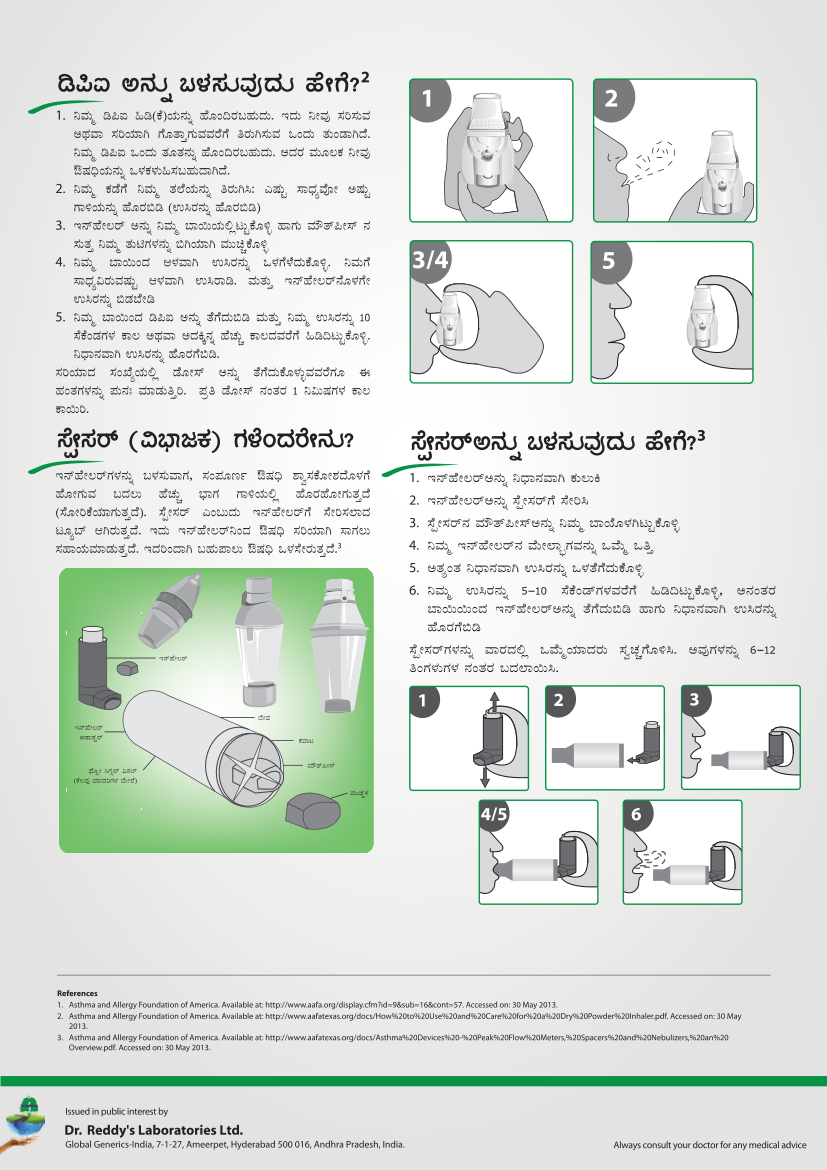 ಡಿಪಿಐ ಅನ್ನು ಬಳಸುವುದು ಹೇಗೆ?²
1. ನಿಮ್ಮ ಡಿಪಿಐ ಹಿಡಿ(ಕೆ)ಯನ್ನು ಹೊಂದಿರಬಹುದು. ಇದು ನೀವು ಸರಿಸುವ
ಅಥವಾ ಸರಿಯಾಗಿ ಗೊತ್ತಾಗುವವರೆಗೆ ತಿರುಗಿಸುವ ಒಂದು ತುಂಡಾಗಿದೆ.
ನಿಮ್ಮ ಡಿಪಿಐ ಒಂದು ತೂತನ್ನು ಹೊಂದಿರಬಹುದು. ಅದರ ಮೂಲಕ ನೀವು
ಔಷಧಿಯನ್ನು ಒಳಕಳುಹಿಸಬಹುದಾಗಿದೆ.
2. ನಿಮ್ಮ ಕಡೆಗೆ ನಿಮ್ಮ ತಲೆಯನ್ನು ತಿರುಗಿಸಿ: ಎಷ್ಟು ಸಾಧ್ಯವೋ ಅಷ್ಟು
ಗಾಳಿಯನ್ನು ಹೊರಬಿಡಿ (ಉಸಿರನ್ನು ಹೊರಬಿಡಿ)
3. ಇನ್‌ಹೇಲರ್ ಅನ್ನು ನಿಮ್ಮ ಬಾಯಿಯಲ್ಲಿಟ್ಟುಕೊಳ್ಳಿ ಹಾಗು ಮೌತ್‌ಪೀಸ್ ನ
ಸುತ್ತ ನಿಮ್ಮ ತುಟಿಗಳನ್ನು ಬಿಗಿಯಾಗಿ ಮುಚ್ಚಿಕೊಳ್ಳಿ
4. ನಿಮ್ಮ ಬಾಯಿಂದ ಆಳವಾಗಿ ಉಸಿರನ್ನು ಒಳಗೆಳೆದುಕೊಳ್ಳಿ. ನಿಮಗೆ
ಸಾಧ್ಯವಿರುವಷ್ಟು ಆಳವಾಗಿ ಉಸಿರಾಡಿ. ಮತ್ತು ಇನ್‌ಹೇಲರ್‌ನೊಳಗೇ
ಉಸಿರನ್ನು ಬಿಡಬೇಡಿ
5. ನಿಮ್ಮ ಬಾಯಿಂದ ಡಿಪಿಐ ಅನ್ನು ತೆಗೆದುಬಿಡಿ ಮತ್ತು ನಿಮ್ಮ ಉಸಿರನ್ನು 10
ಸೆಕೆಂಡಗಳ ಕಾಲ ಅಥವಾ ಅದಕ್ಕಿನ್ನ ಹೆಚ್ಚು ಕಾಲದವರೆಗೆ ಹಿಡಿದಿಟ್ಟುಕೊಳ್ಳಿ.
ನಿಧಾನವಾಗಿ ಉಸಿರನ್ನು ಹೊರಗೆಬಿಡಿ.
ಸರಿಯಾದ ಸಂಖ್ಯೆಯಲ್ಲಿ ಡೋಸ್ ಅನ್ನು ತೆಗೆದುಕೊಳ್ಳುವವರೆಗೂ ಈ
ಹಂತಗಳನ್ನು ಪುನಃ ಮಾಡುತ್ತಿರಿ. ಪ್ರತಿ ಡೋಸ್ ನಂತರ 1 ನಿಮಿಷಗಳ ಕಾಲ
ಕಾಯಿರಿ.
1
2
3/4
5
ಸ್ಪೇಸರ್ (ವಿಭಾಜಕ) ಗಳೆಂದರೇನು?
ಇನ್‌ಹೇಲರ್‌ಗಳನ್ನು ಬಳಸುವಾಗ, ಸಂಪೂರ್ಣ ಔಷಧಿ ಶ್ವಾಸಕೋಶದೊಳಗೆ
ಹೋಗುವ ಬದಲು ಹೆಚ್ಚು ಭಾಗ ಗಾಳಿಯಲ್ಲಿ ಹೊರಹೋಗುತ್ತದೆ
(ಸೋರಿಕೆಯಾಗುತ್ತದೆ). ಸ್ಪೇಸರ್ ಎಂಬುದು ಇನ್‌ಹೇಲರ್‌ಗೆ ಸೇರಿಸಲಾದ
ಟ್ಯೂಬ್ ಆಗಿರುತ್ತದೆ. ಇದು ಇನ್‌ಹೇಲರ್‌ನಿಂದ ಔಷಧಿ ಸರಿಯಾಗಿ ಸಾಗಲು
ಸಹಾಯಮಾಡುತ್ತದೆ. ಇದರಿಂದಾಗಿ ಬಹುಪಾಲು ಔಷಧಿ ಒಳಸೇರುತ್ತದೆ.³
ಇನ್‌ಹೇಲರ್
ದೇಹ
ಇನ್‌ಹೇಲರ್
ಅಡಾಪ್ಟರ್
ಕವಾಟ
ಮೌತ್‌ಪೀಸ್
ಫ್ಲೋ ಸಿಗ್ನಲ್ ವಿಸಲ್
(ಕೆಲವು ಮಾದರಿಗಳ ಮೇಲೆ)
ಮುಚ್ಚಳ
ಸ್ಪೇಸರ್‌ಅನ್ನು ಬಳಸುವುದು ಹೇಗೆ?³
1. ಇನ್‌ಹೇಲರ್‌ಅನ್ನು ನಿಧಾನವಾಗಿ ಕುಲುಕಿ
2. ಇನ್‌ಹೇಲರ್‌ಅನ್ನು ಸ್ಪೇಸರ್‌ಗೆ ಸೇರಿಸಿ
3. ಸ್ಪೇಸರ್‌ನ ಮೌತ್‌ಪೀಸ್‌ಅನ್ನು ನಿಮ್ಮ ಬಾಯೊಳಗಿಟ್ಟುಕೊಳ್ಳಿ
4. ನಿಮ್ಮ ಇನ್‌ಹೇಲರ್‌ನ ಮೇಲ್ಭಾಗವನ್ನು ಒಮ್ಮೆ ಒತ್ತಿ
5. ಅತ್ಯಂತ ನಿಧಾನವಾಗಿ ಉಸಿರನ್ನು ಒಳತೆಗೆದುಕೊಳ್ಳಿ
6. ನಿಮ್ಮ ಉಸಿರನ್ನು 5–10 ಸೆಕೆಂಡ್‌ಗಳವರೆಗೆ ಹಿಡಿದಿಟ್ಟುಕೊಳ್ಳಿ, ಅನಂತರ
ಬಾಯಿಯಿಂದ ಇನ್‌ಹೇಲರ್‌ಅನ್ನು ತೆಗೆದುಬಿಡಿ ಹಾಗು ನಿಧಾನವಾಗಿ ಉಸಿರನ್ನು
ಹೊರಗೆಬಿಡಿ
ಸ್ಪೇಸರ್‌ಗಳನ್ನು ವಾರದಲ್ಲಿ ಒಮ್ಮೆಯಾದರು ಸ್ವಚ್ಛಗೊಳಿಸಿ. ಅವುಗಳನ್ನು 6–12
ತಿಂಗಳುಗಳ ನಂತರ ಬದಲಾಯಿಸಿ.
1
2
3
4/5
6
References
1. Asthma and Allergy Foundation of America. Available at: http://www.aafa.org/display.cfm?id=9&sub=16&cont=57. Accessed on: 30 May 2013.
2. Asthma and Allergy Foundation of America. Available at: http://www.aafatexas.org/docs/How%20to%20Use%20and%20Care%20for%20a%20Dry%20Powder%20Inhaler.pdf. Accessed on: 30 May
2013.
3. Asthma and Allergy Foundation of America. Available at: http://www.aafatexas.org/docs/Asthma%20Devices%20-%20Peak%20Flow%20Meters,%20Spacers%20and%20Nebulizers,%20an%20
Overview.pdf. Accessed on: 30 May 2013.
Issued in public interest by
Dr. Reddy's Laboratories Ltd.
Global Generics-India, 7-1-27, Ameerpet, Hyderabad 500 016, Andhra Pradesh, India.
Always consult your doctor for any medical advice